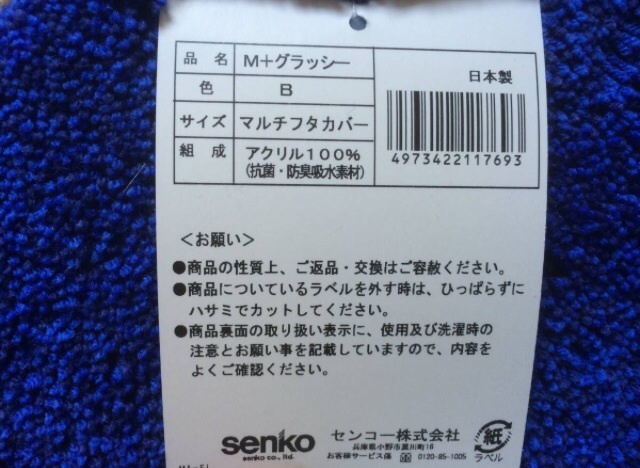 品名 M+グラッシー
色 B
サイズ マルチフタカバー
組成 アクリル100%
(抗菌・防臭吸水素材)
日本製
4973422117693
<お願い>
●商品の性質上、ご返品・交換はご容赦ください。
●商品についているラベルを外す時は、ひっぱらずに
ハサミでカットしてください。
●商品裏面の取り扱い表示に、使用及び洗濯時の
注意とお願い事を記載していますので、内容を
よくご確認ください。
senko
senko co., ltd.
センコー株式会社
兵庫県小野市黒川町16
お客様サービス係 0120-85-1005
紙
ラベル